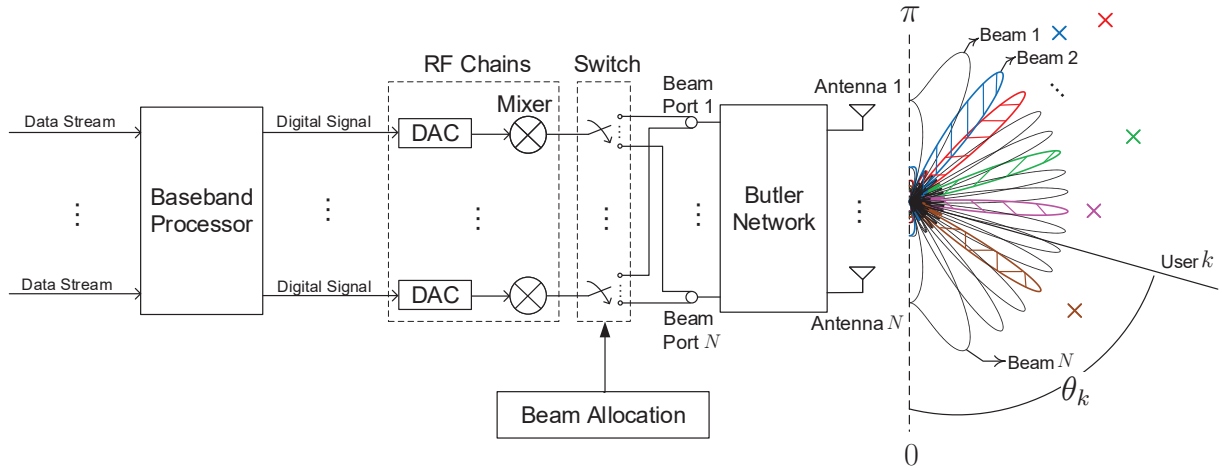 Data Stream
Data Stream
Baseband
Processor
Digital Signal
Digital Signal
RF Chains
DAC
Mixer
DAC
Switch
Beam
Port 1
Beam
Port N
Beam Allocation
Butler
Network
Antenna 1
Antenna N
π
Beam 1
Beam 2
User k
Beam N
θk
0